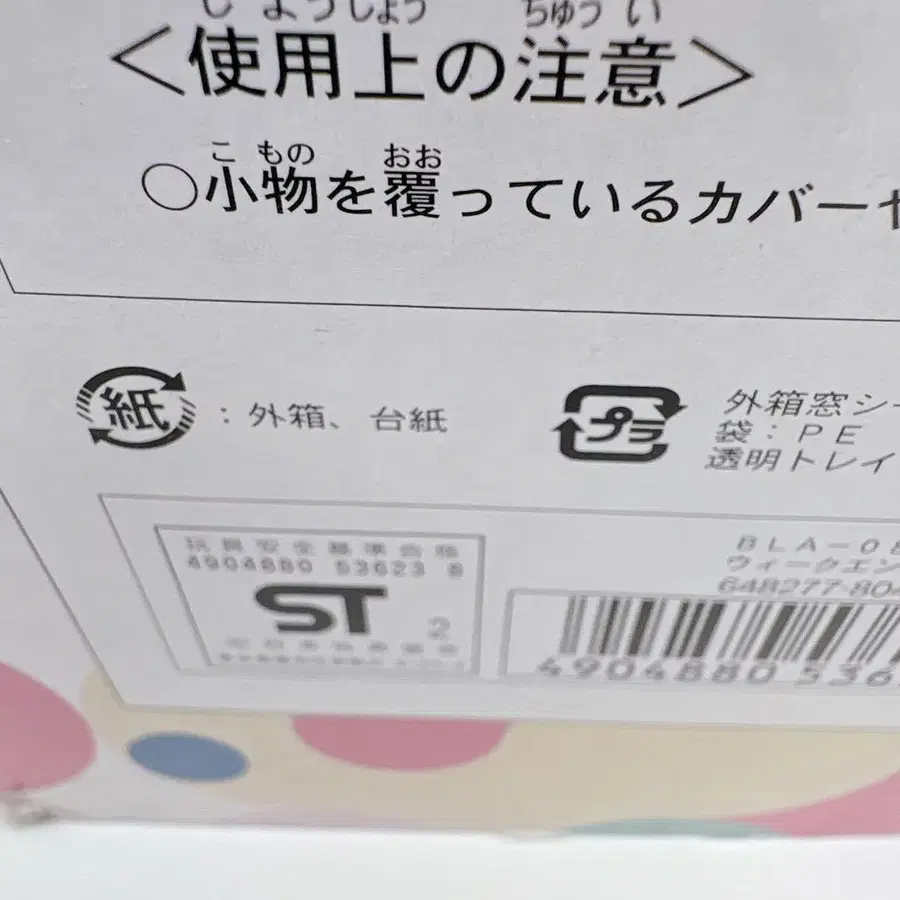 しようじょう ちゅうい
<使用上の注意>
こもの おお
○小物を覆っているカバーや
紙 : 外箱、台紙
プラ 外箱窓シー
袋:PE
透明トレイ
玩具安全基準合格
4904880 53623 8
ST 2
BLA-08
ウィークエン
648277-804
4904880 536